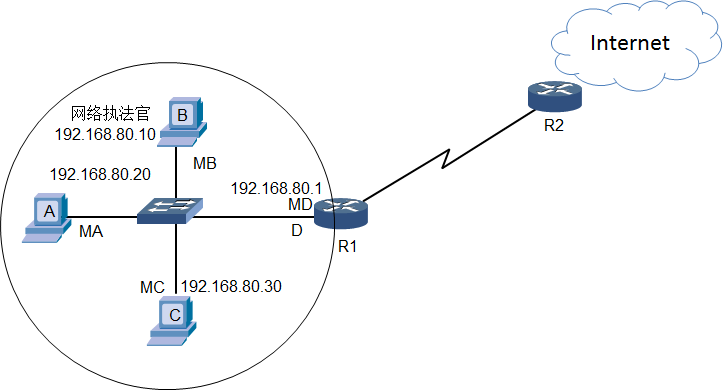 Internet
R2
网络执法官
B
192.168.80.10
MB
192.168.80.20
192.168.80.1
A
MD
MA
D
R1
MC
192.168.80.30
C